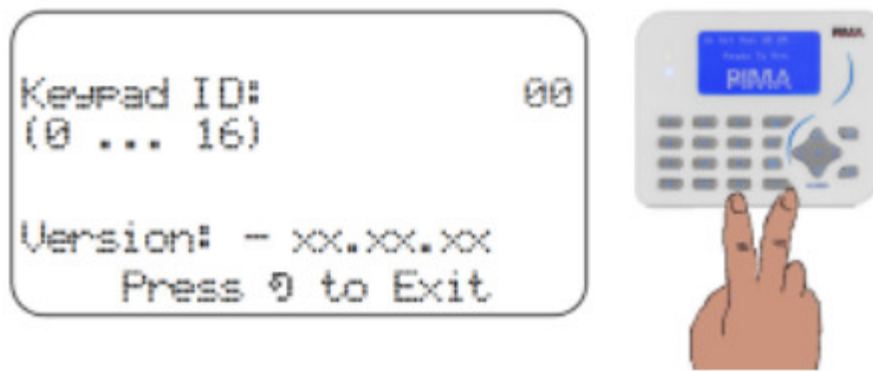 Keypad ID: 00
(0 ... 16)
Version: - xx.xx.xx
Press to Exit
PIMA
PIMA